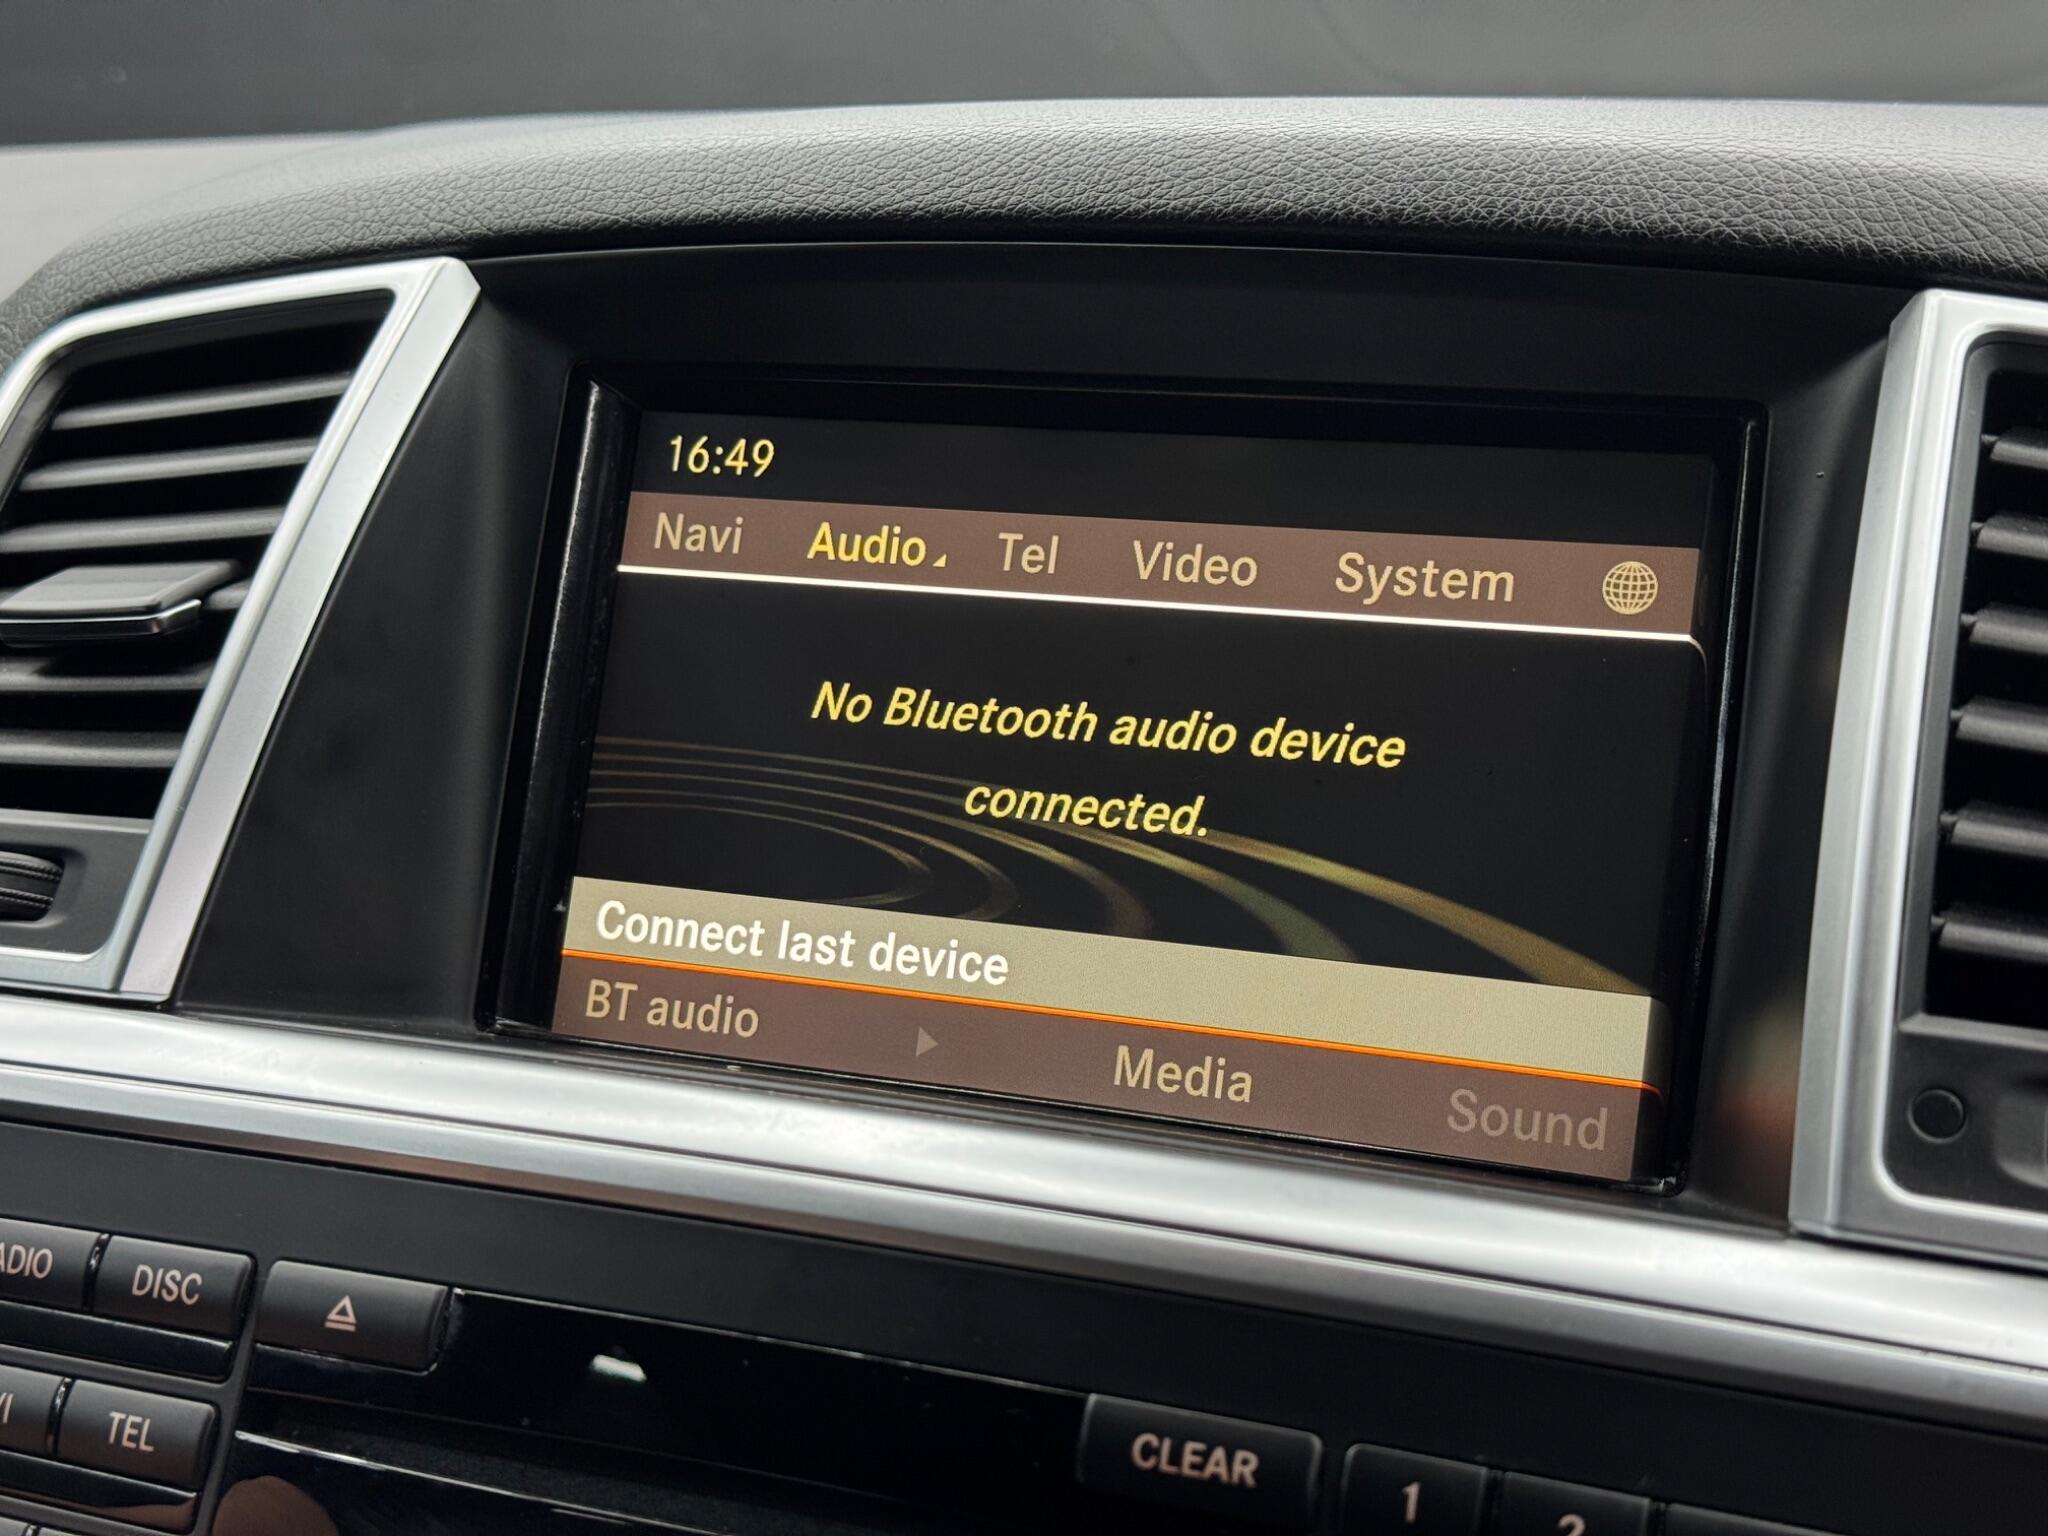 16:49
Navi Audio Tel Video System
No Bluetooth audio device
connected.
Connect last device
BT audio Media Sound
DISC
TEL
CLEAR
1 2